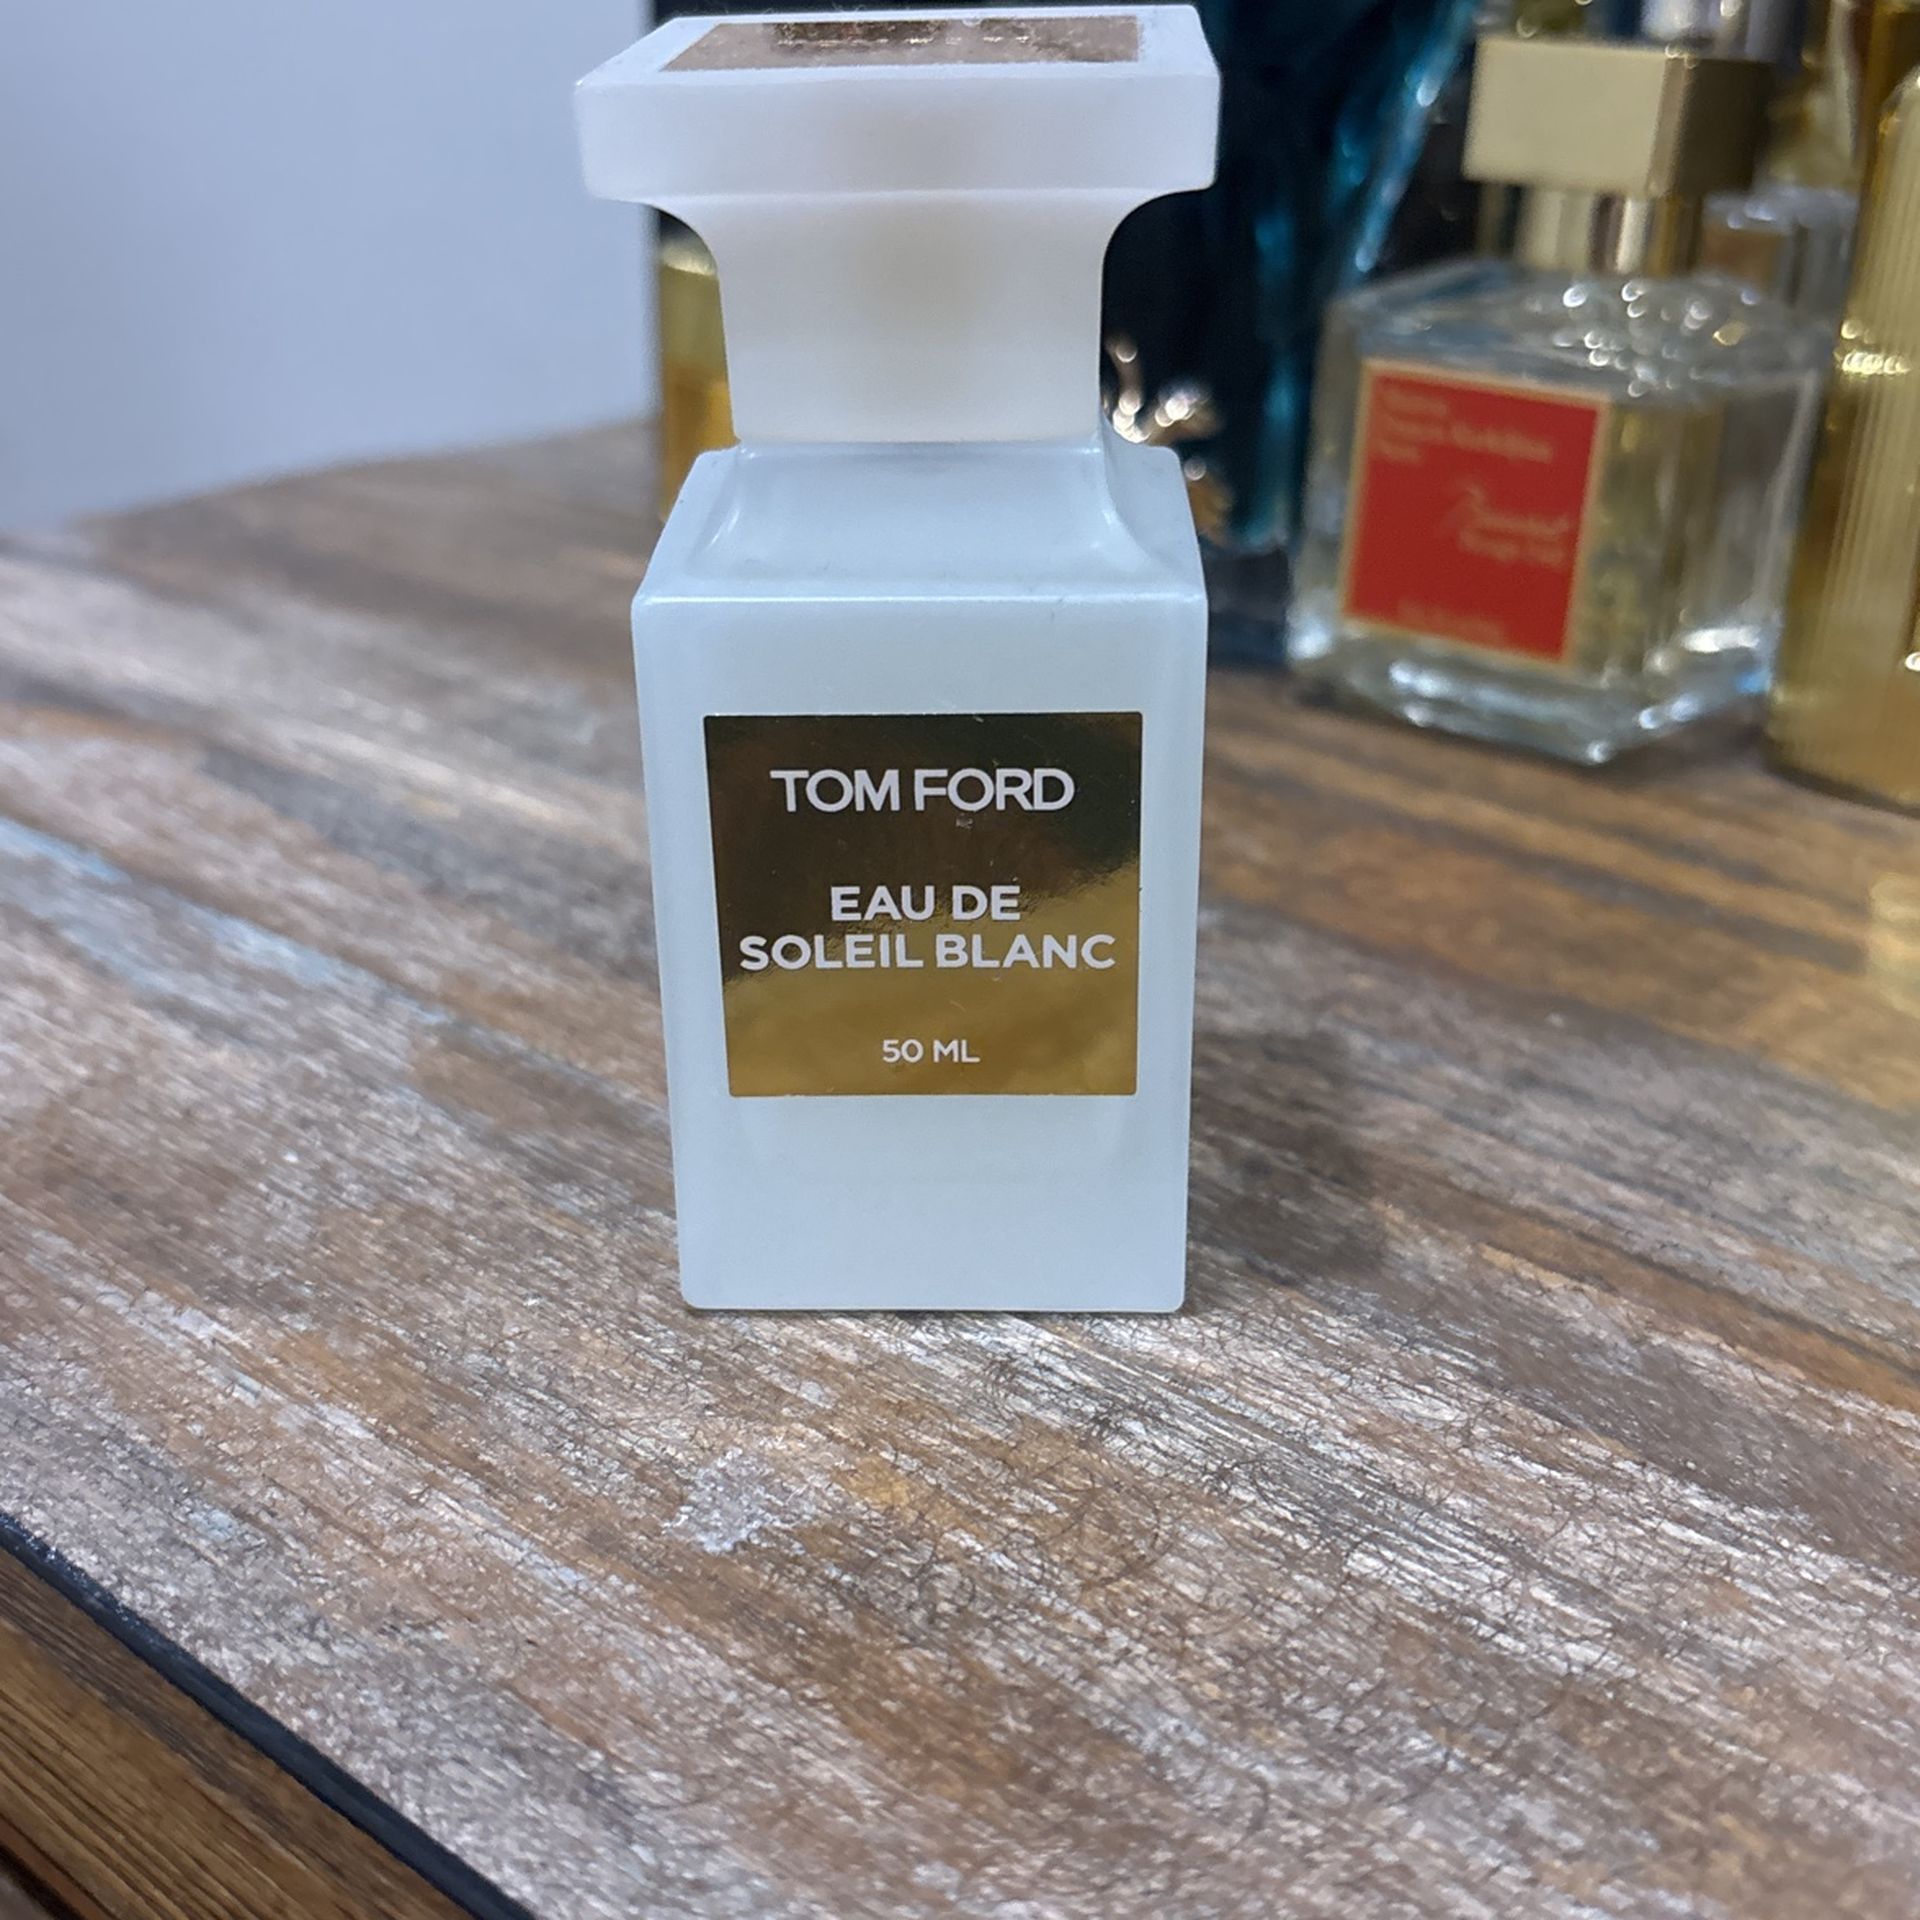 TOM FORD
EAU DE
SOLEIL BLANC
50 ML